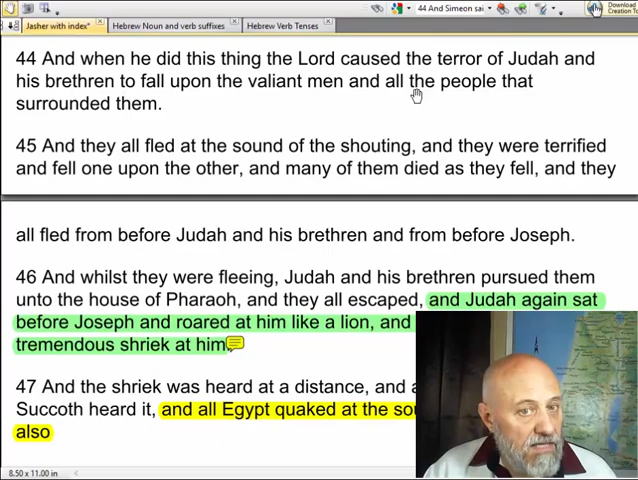 44 And Simeon sai
Download
Creation To
Jasher with index*
Hebrew Noun and verb suffixes
Hebrew Verb Tenses
44 And when he did this thing the Lord caused the terror of Judah and
his brethren to fall upon the valiant men and all the people that
surrounded them.
45 And they all fled at the sound of the shouting, and they were terrified
and fell one upon the other, and many of them died as they fell, and they
all fled from before Judah and his brethren and from before Joseph.
46 And whilst they were fleeing, Judah and his brethren pursued them
unto the house of Pharaoh, and they all escaped, and Judah again sat
before Joseph and roared at him like a lion, and
tremendous shriek at him.
47 And the shriek was heard at a distance, and a
Succoth heard it, and all Egypt quaked at the sou
also
8.50 x 11.00 in